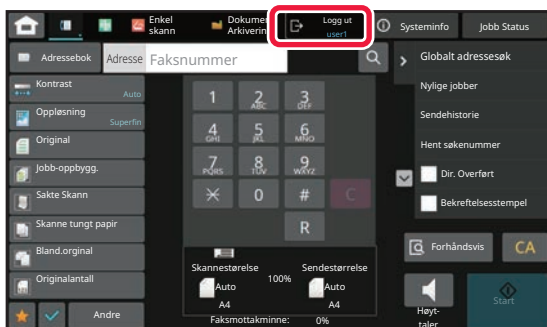 Enkel
skann
Dokumen
Arkivering
Logg ut
user1
Systeminfo
Jobb Status
Adressebok
Adresse
Faksnummer
Globalt adressesøk
Kontrast
Auto
Oppløsning
Superfin
Original
Jobb-oppbygg.
Sakte Skann
Skanne tungt papir
Bland.orginal
Originalantall
Andre
1
2
ABC
3
DEF
4
GHI
5
JKL
6
MNO
7
PQRS
8
TUV
9
WXYZ
0
#
C
R
Skannestørelse
Auto
A4
100%
Sendestørrelse
Auto
A4
Faksmottakminne: 0%
Nylige jobber
Sendehistorie
Hent søkenummer
Dir. Overført
Bekreftelsesstempel
Forhåndsvis
CA
Høyt-
taler
Start